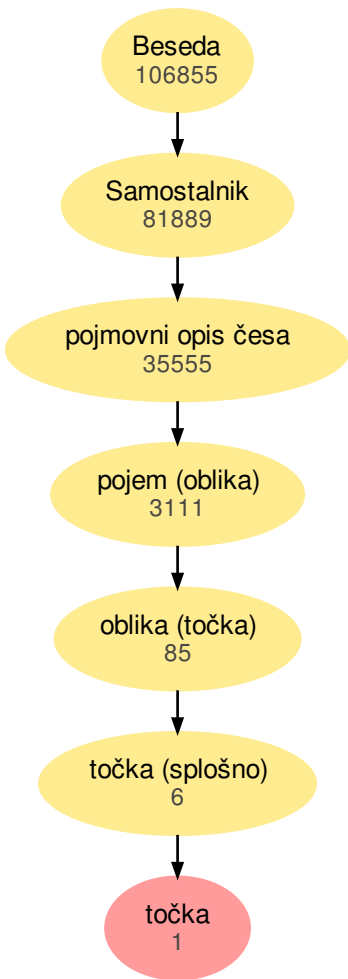 Beseda
106855
Samostalnik
81889
pojmovni opis česa
35555
pojem (oblika)
3111
oblika (točka)
85
točka (splošno)
6
točka
1